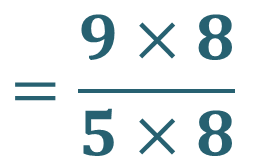 = 9 × 8
5 × 8